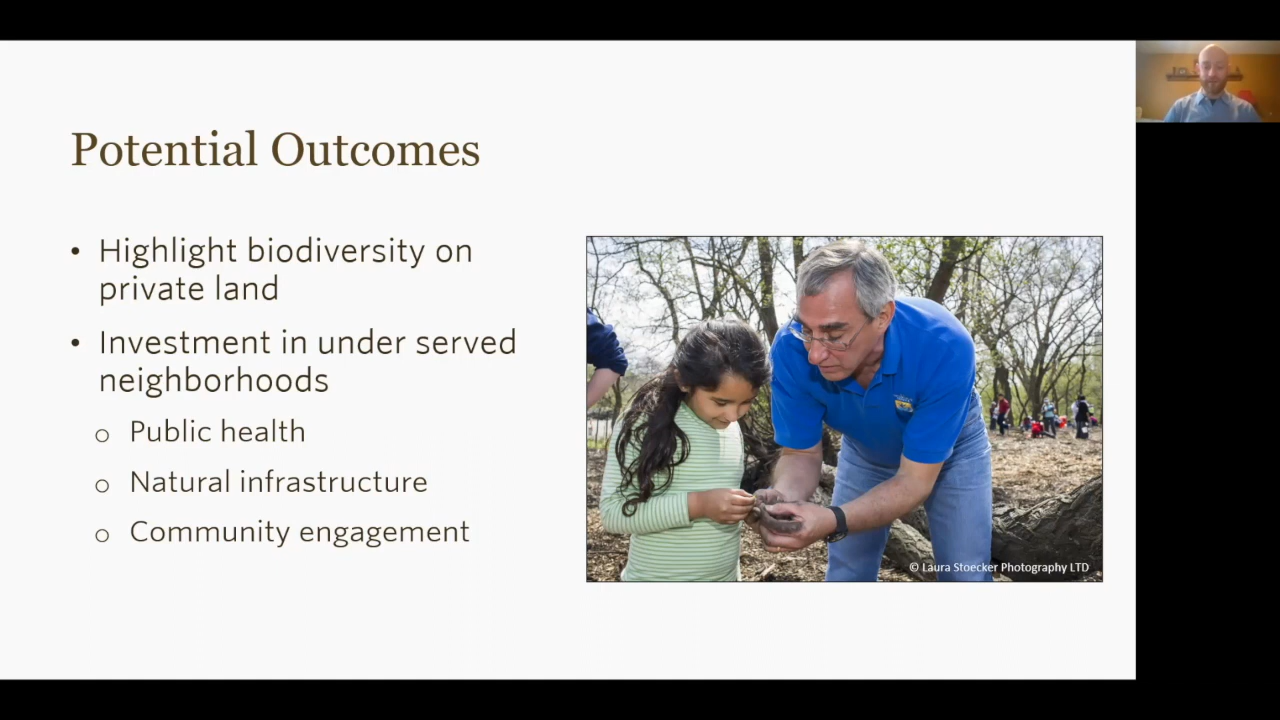 Potential Outcomes
• Highlight biodiversity on
private land
• Investment in under served
neighborhoods
o Public health
o Natural infrastructure
o Community engagement
© Laura Stoecker Photography LTD